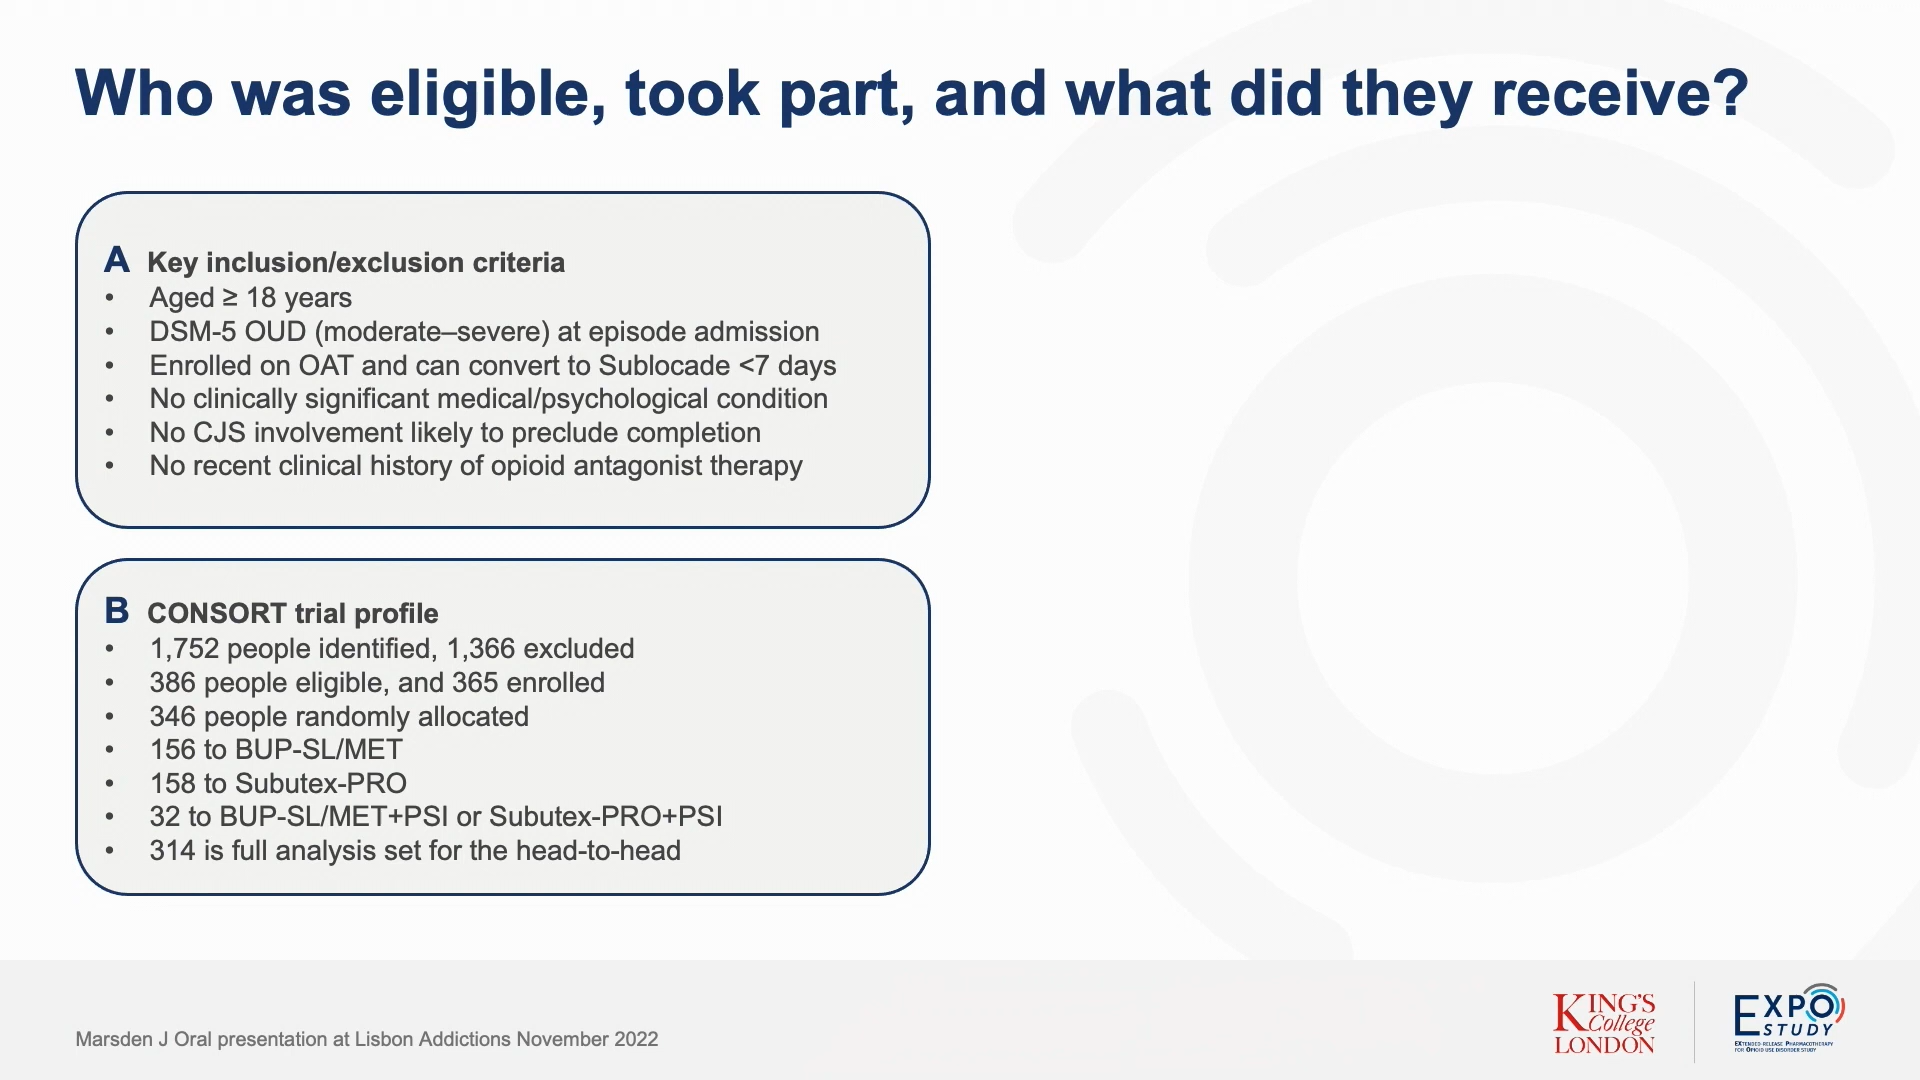 Who was eligible, took part, and what did they receive?
A Key inclusion/exclusion criteria
• Aged ≥ 18 years
• DSM-5 OUD (moderate–severe) at episode admission
• Enrolled on OAT and can convert to Sublocade <7 days
• No clinically significant medical/psychological condition
• No CJS involvement likely to preclude completion
• No recent clinical history of opioid antagonist therapy
B CONSORT trial profile
• 1,752 people identified, 1,366 excluded
• 386 people eligible, and 365 enrolled
• 346 people randomly allocated
• 156 to BUP-SL/MET
• 158 to Subutex-PRO
• 32 to BUP-SL/MET+PSI or Subutex-PRO+PSI
• 314 is full analysis set for the head-to-head
Marsden J Oral presentation at Lisbon Addictions November 2022
KING'S
College
LONDON
EXPO
STUDY
EXTENDED RELEASE PHARMACOTHERAPY
FOR OPIOID USE DISORDER STUDY